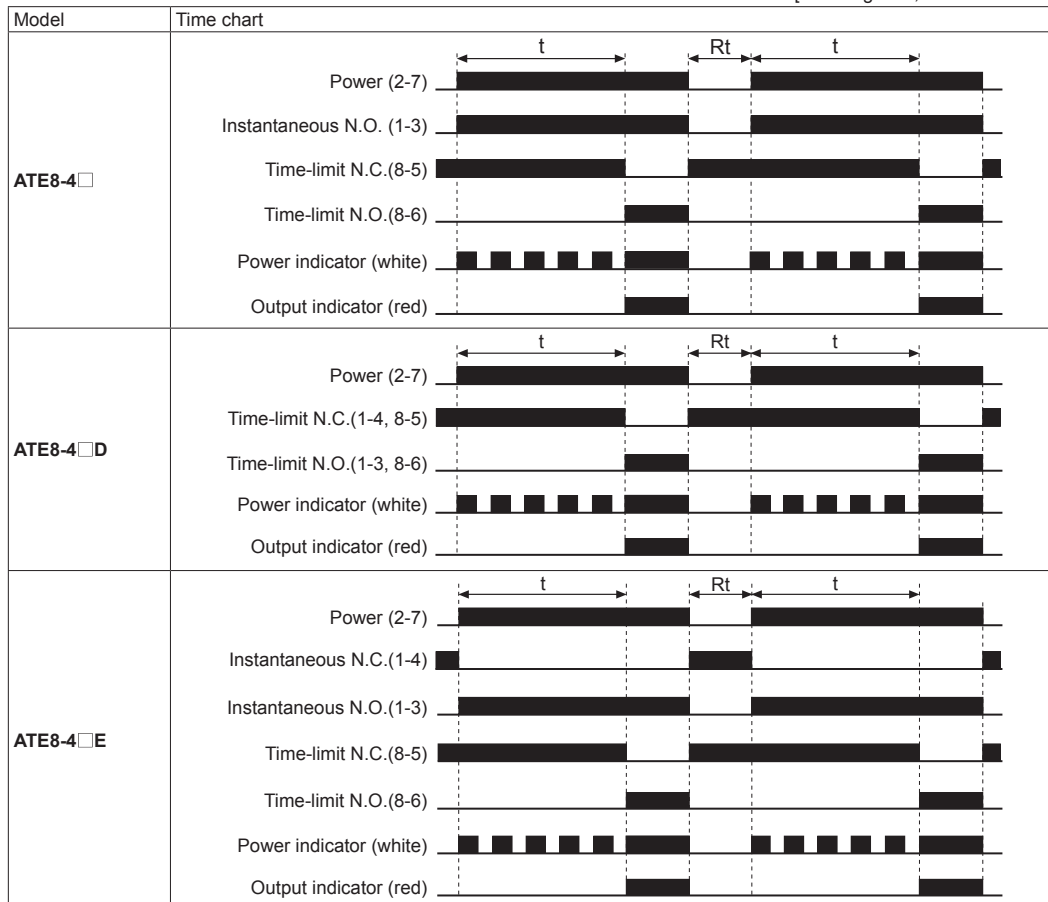 Model Time chart
t Rt t
Power (2-7)
Instantaneous N.O. (1-3)
Time-limit N.C.(8-5)
ATE8-4□
Time-limit N.O.(8-6)
Power indicator (white)
Output indicator (red)
t Rt t
Power (2-7)
Time-limit N.C.(1-4, 8-5)
ATE8-4□D
Time-limit N.O.(1-3, 8-6)
Power indicator (white)
Output indicator (red)
t Rt t
Power (2-7)
Instantaneous N.C.(1-4)
Instantaneous N.O.(1-3)
ATE8-4□E
Time-limit N.C.(8-5)
Time-limit N.O.(8-6)
Power indicator (white)
Output indicator (red)